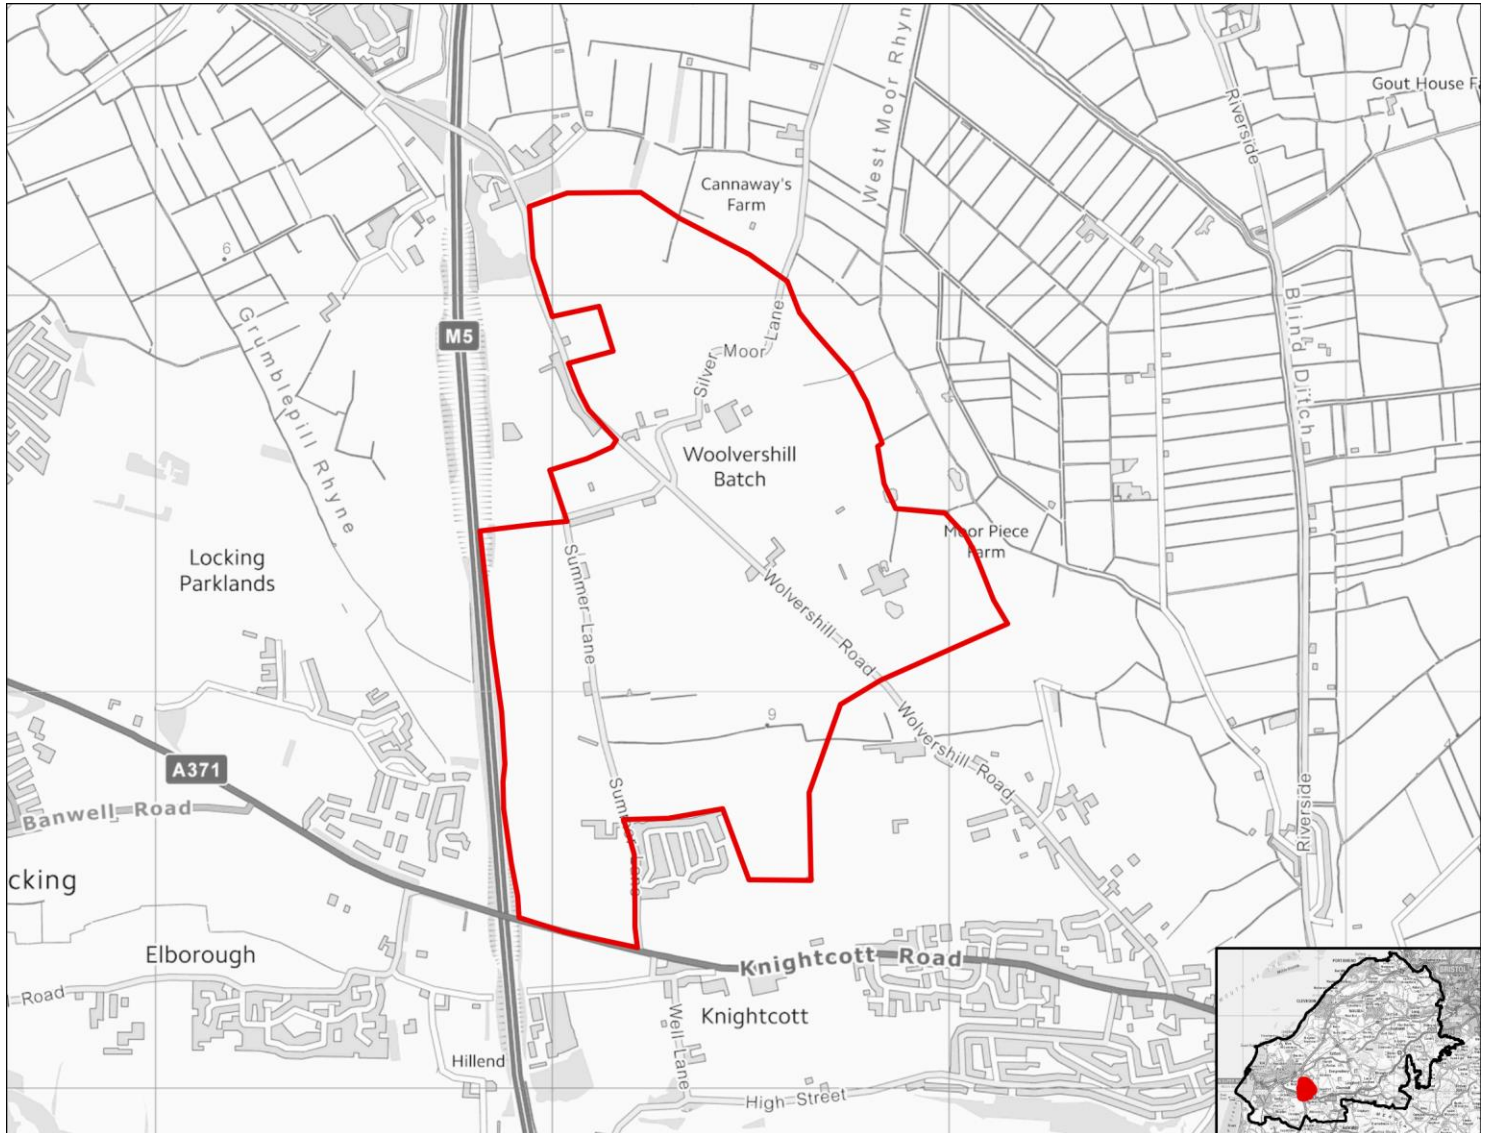 Gout House F
Riverside
West Moor Rhyn
Cannaway's
Farm
6
Grumblepill Rhyne
M5
Blind Ditch
Silver
Moor Lane
Woolvershill
Batch
Moor Piece
Farm
Locking
Parklands
Summer Lane
Wolvershill Road
Wolvershill Road
9
A371
Banwell Road
Summer Lane
Riverside
cking
Elborough
Knightcott Road
Road
Knightcott
Well Lane
Hillend
High Street
BRISTOL